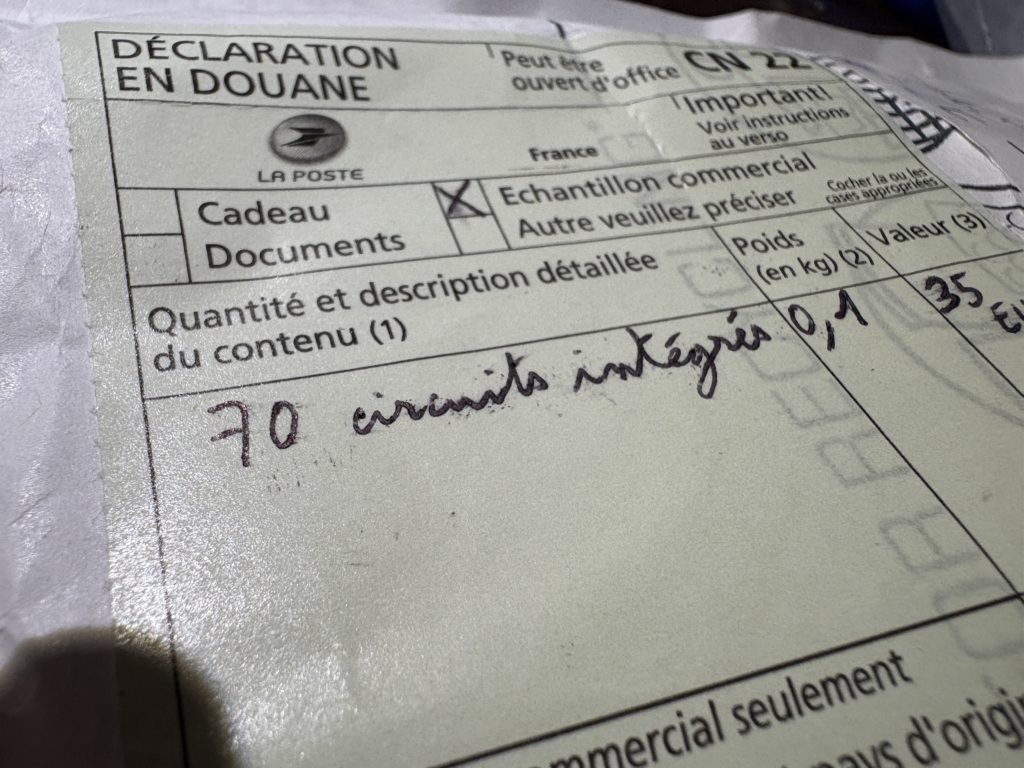 DÉCLARATION
EN DOUANE
Peut être
ouvert d'office
CN 22
Important!
Voir instructions
au verso
LA POSTE
France
Cadeau
Documents
X
Echantillon commercial
Autre veuillez préciser
Cocher la ou les
cases appropriées
Quantité et description détaillée
du contenu (1)
Poids
(en kg) (2)
Valeur (3)
70 circuits intégrés
0,1
35
commercial seulement
pays d'origi